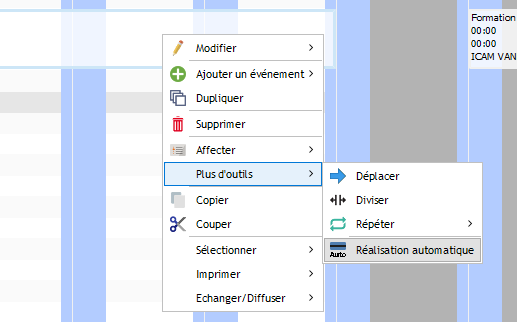 Formation
00:00
00:00
ICAM VAN
Modifier
Ajouter un événement
Dupliquer
Supprimer
Affecter
Plus d'outils
Copier
Couper
Sélectionner
Imprimer
Echanger/Diffuser
Déplacer
Diviser
Répéter
Auto
Réalisation automatique